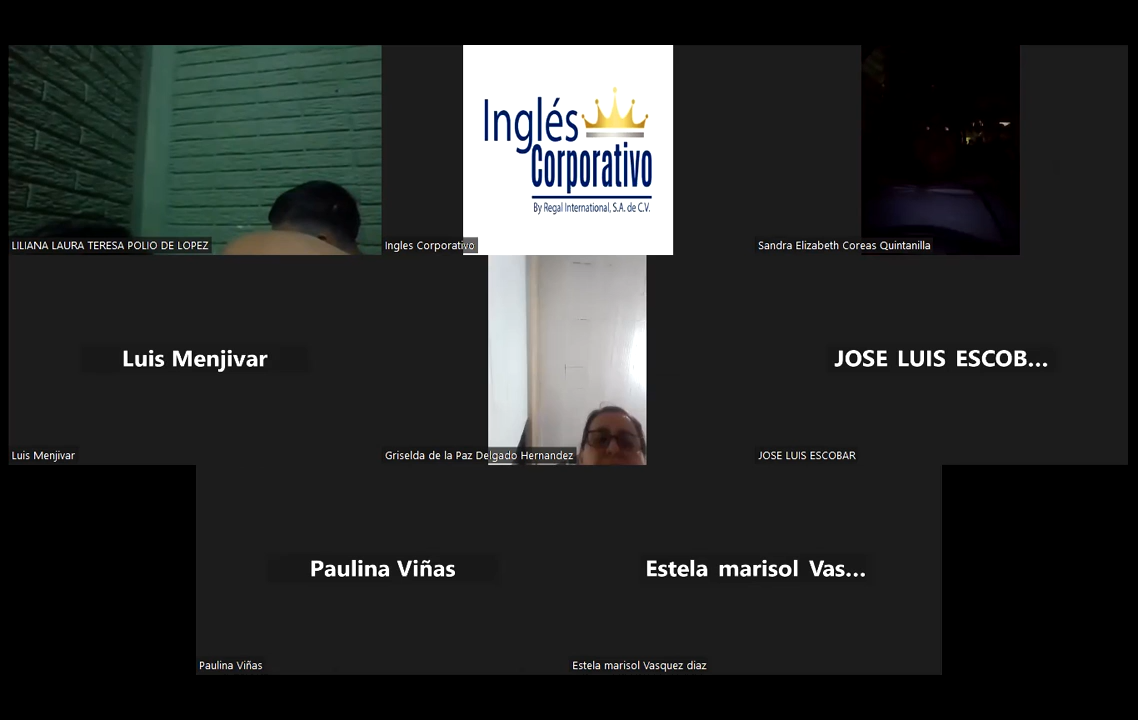 Inglés
Corporativo
By Regal International, S.A. de C.V.
LILIANA LAURA TERESA POLIO DE LOPEZ
Ingles Corporativo
Sandra Elizabeth Coreas Quintanilla
Luis Menjivar
JOSE LUIS ESCOB...
Luis Menjivar
Griselda de la Paz Delgado Hernandez
JOSE LUIS ESCOBAR
Paulina Viñas
Estela marisol Vas...
Paulina Viñas
Estela marisol Vasquez diaz